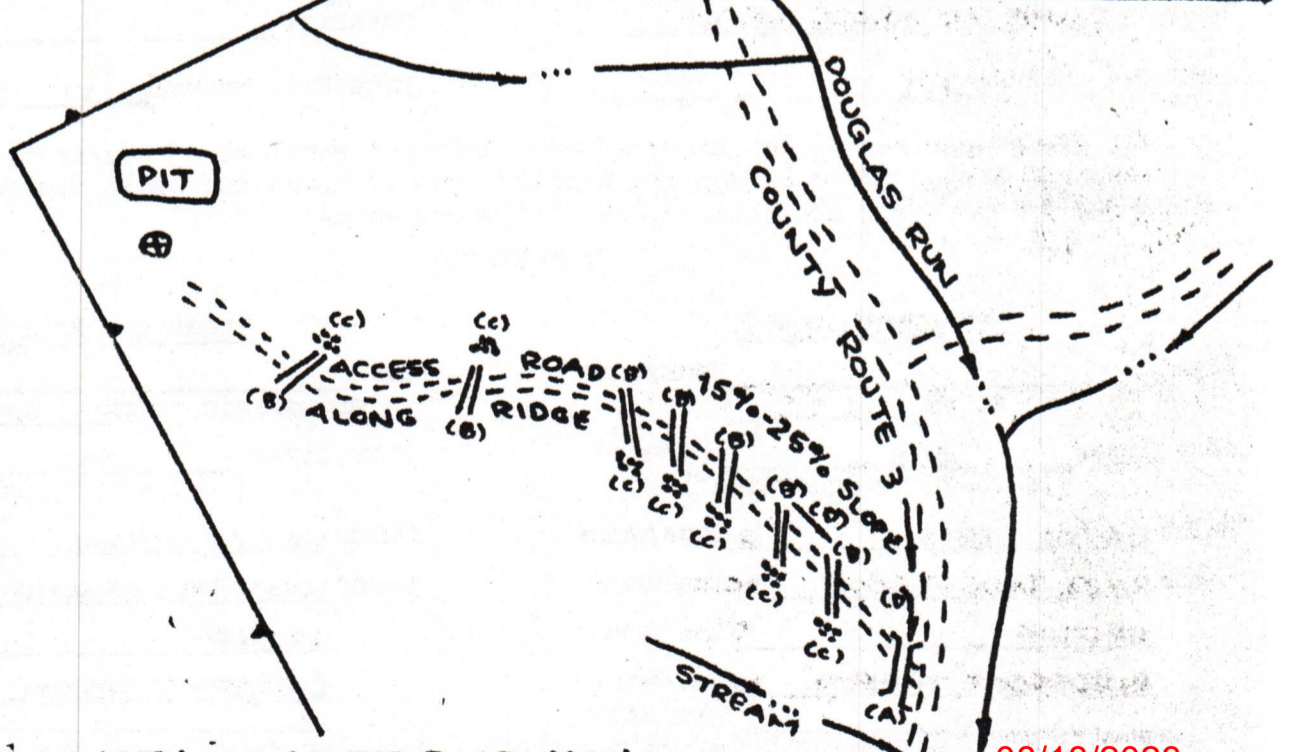 DOUGLAS RUN
PIT
COUNTY
ROUTE 3
(C)
(C)
ACCESS ROAD (B)
(B) ALONG RIDGE
(B)
15%-25% SLOPE
(B)
(B)
(C)
(C)
(B)
(B)
(C)
(B)
(C)
(B)
(C)
STREAM
(A)